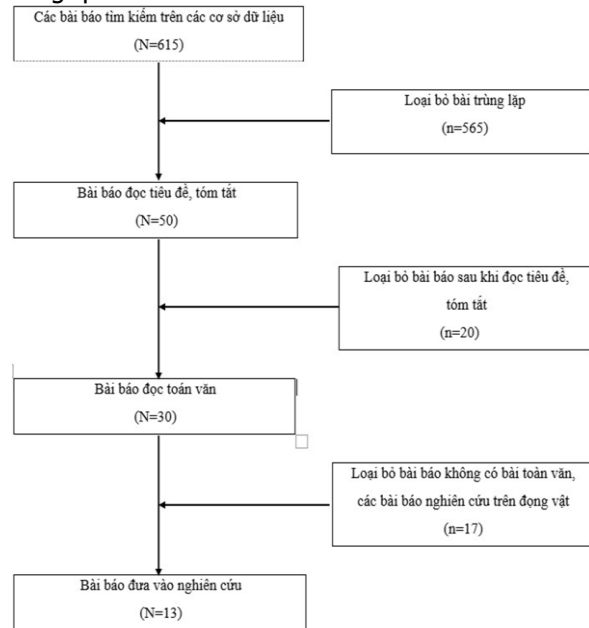 Các bài báo tìm kiếm trên các cơ sở dữ liệu
(N=615)
Loại bỏ bài trùng lặp
(n=565)
Bài báo đọc tiêu đề, tóm tắt
(N=50)
Loại bỏ bài báo sau khi đọc tiêu đề,
tóm tắt
(n=20)
Bài báo đọc toàn văn
(N=30)
Loại bỏ bài báo không có bài toàn văn,
các bài báo nghiên cứu trên đọng vật
(n=17)
Bài báo đưa vào nghiên cứu
(N=13)